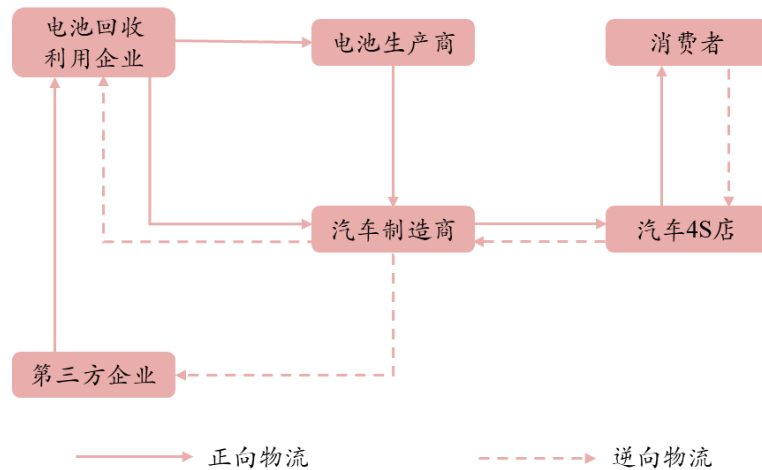 电池回收
利用企业
电池生产商
消费者
汽车制造商
汽车4S店
第三方企业
正向物流
逆向物流